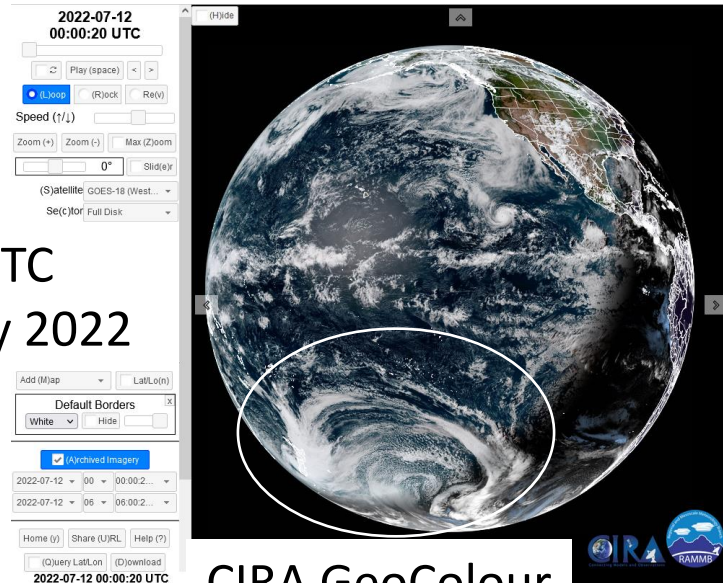 2022-07-12
00:00:20 UTC
Play (space) < >
(L)oop (R)ock Re(v)
Speed (↑/↓)
Zoom (+) Zoom (-) Max (Z)oom
0° Slid(e)r
(S)atellite GOES-18 (West...
Se(c)tor Full Disk
(H)ide
TC
y 2022
Add (M)ap Lat/Lo(n)
Default Borders x
White Hide
(A)rchived Imagery
2022-07-12 00 00:00:2...
2022-07-12 06 06:00:2...
Home (y) Share (U)RL Help (?)
(Q)uery Lat/Lon (D)ownload
2022-07-12 00:00:20 UTC
CIRA GeoColour
CIRA
RAMMB